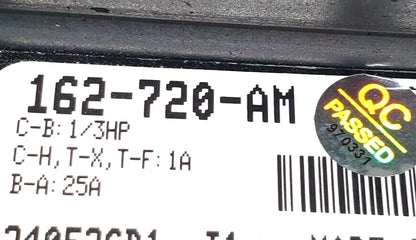 162-720-AM
C-B: 1/3HP
C-H, T-X, T-F: 1A
B-A: 25A
QC
PASSED
970331